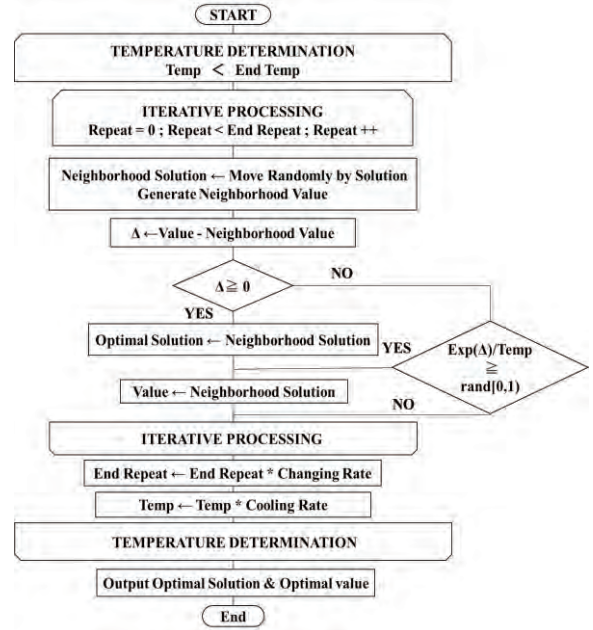 START
TEMPERATURE DETERMINATION
Temp < End Temp
ITERATIVE PROCESSING
Repeat = 0 ; Repeat < End Repeat ; Repeat ++
Neighborhood Solution ← Move Randomly by Solution
Generate Neighborhood Value
Δ ←Value - Neighborhood Value
NO
Δ ≧ 0
YES
Optimal Solution ← Neighborhood Solution
YES
Exp(Δ)/Temp
≧
rand[0,1)
Value ← Neighborhood Solution
NO
ITERATIVE PROCESSING
End Repeat ← End Repeat * Changing Rate
Temp ← Temp * Cooling Rate
TEMPERATURE DETERMINATION
Output Optimal Solution & Optimal value
End